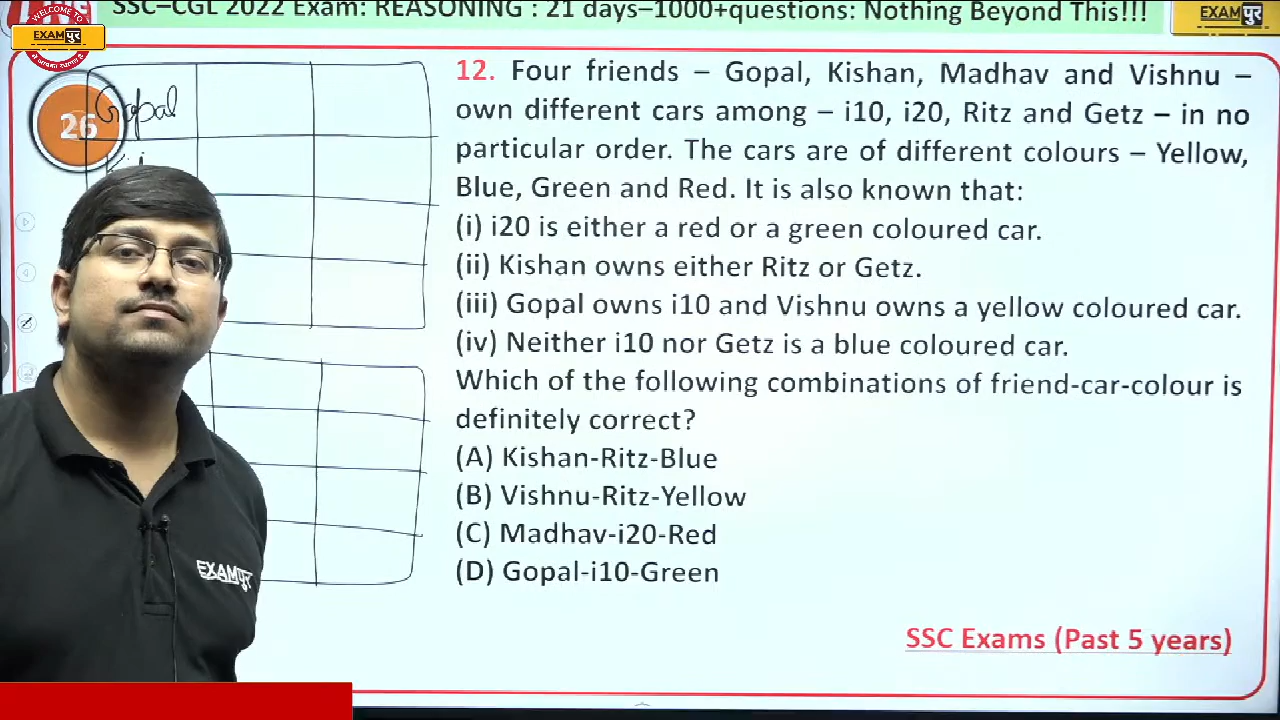 SSC–CGL 2022 Exam: REASONING : 21 days–1000+questions: Nothing Beyond This!!!
WELCOME TO
EXAMपुर
EXAMपुर
26
Gopal
12. Four friends – Gopal, Kishan, Madhav and Vishnu –
own different cars among – i10, i20, Ritz and Getz – in no
particular order. The cars are of different colours – Yellow,
Blue, Green and Red. It is also known that:
(i) i20 is either a red or a green coloured car.
(ii) Kishan owns either Ritz or Getz.
(iii) Gopal owns i10 and Vishnu owns a yellow coloured car.
(iv) Neither i10 nor Getz is a blue coloured car.
Which of the following combinations of friend-car-colour is
definitely correct?
(A) Kishan-Ritz-Blue
(B) Vishnu-Ritz-Yellow
(C) Madhav-i20-Red
(D) Gopal-i10-Green
SSC Exams (Past 5 years)
EXAMपुर